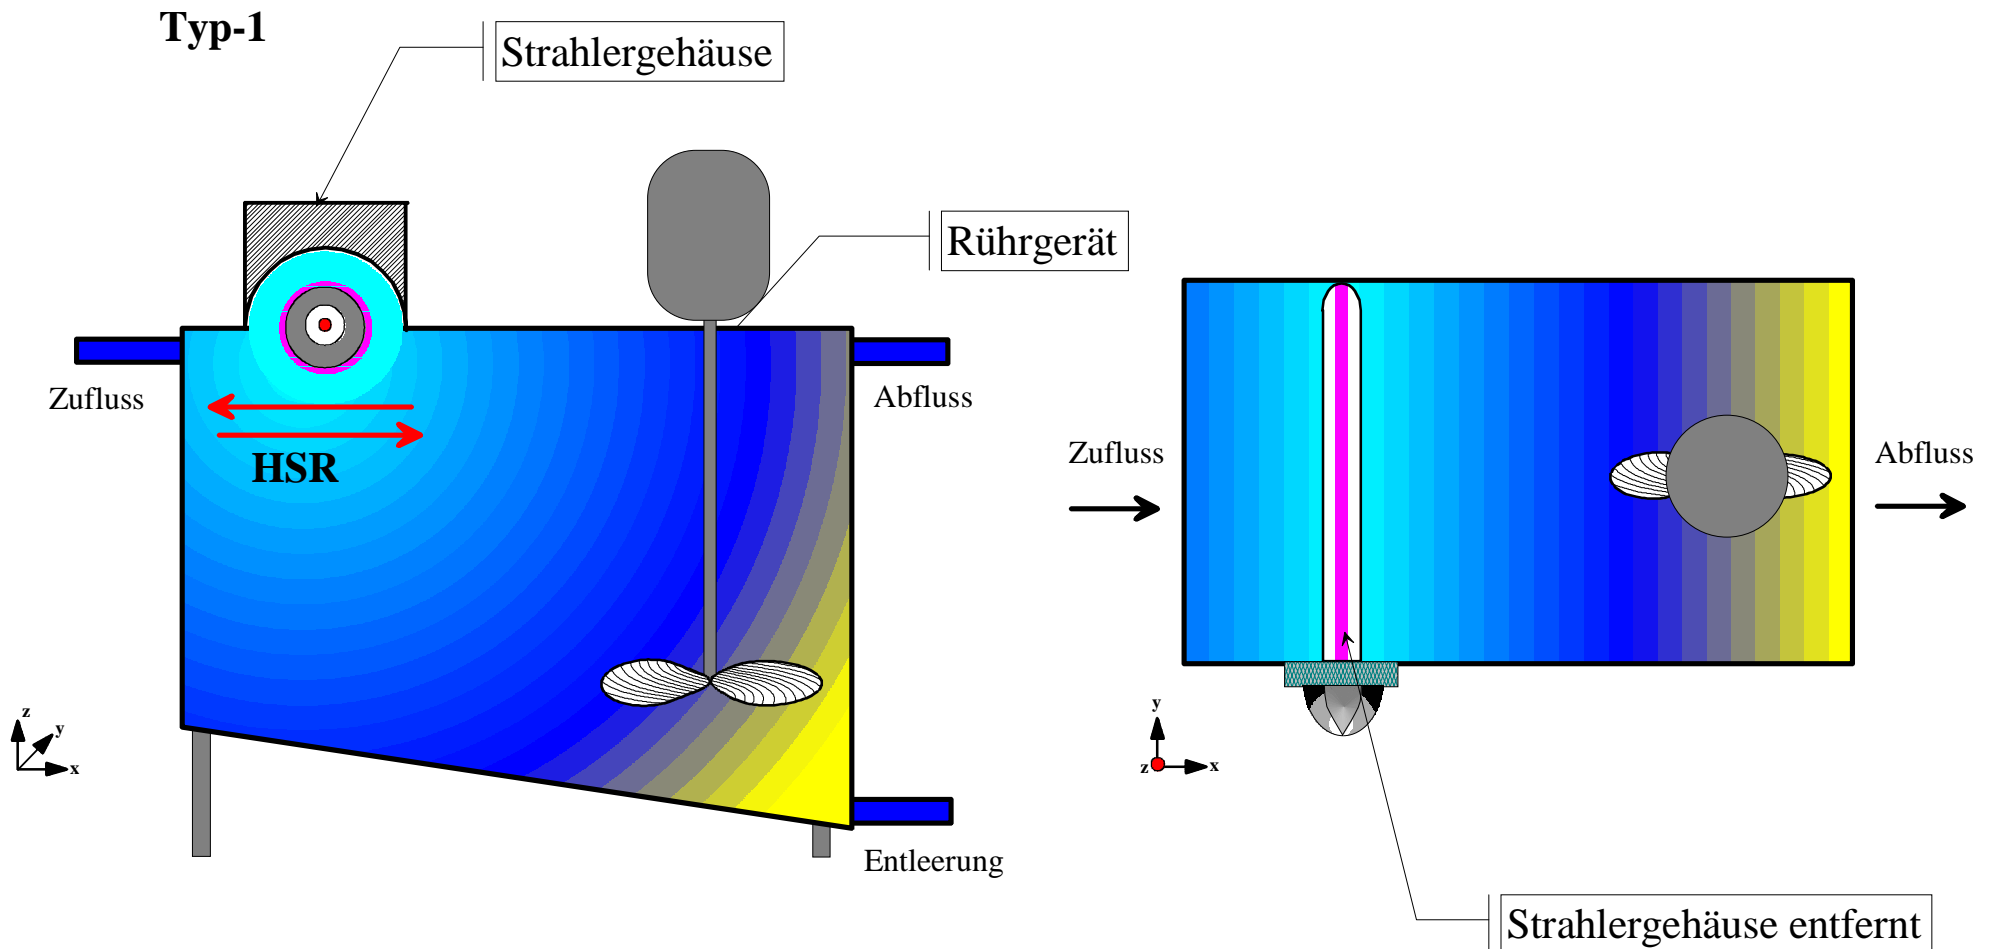 Typ-1
Strahlergehäuse
Rührgerät
Zufluss
Abfluss
HSR
Zufluss
Abfluss
z
y
x
y
z
x
Entleerung
Strahlergehäuse entfernt